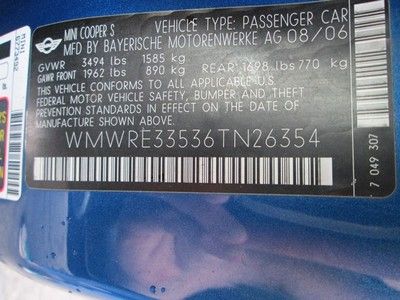 MINI COOPER S VEHICLE TYPE: PASSENGER CAR
MFD BY BAYERISCHE MOTORENWERKE AG 08/06
GVWR 3494 lbs 1585 kg
GAWR FRONT 1962 lbs 890 kg REAR 1698 lbs 770 kg
THIS VEHICLE CONFORMS TO ALL APPLICABLE U.S.
FEDERAL MOTOR VEHICLE SAFETY, BUMPER AND THEFT
PREVENTION STANDARDS IN EFFECT ON THE DATE OF
MANUFACTURE SHOWN ABOVE.
WMWRE33536TN26354
7 049 307
MINI